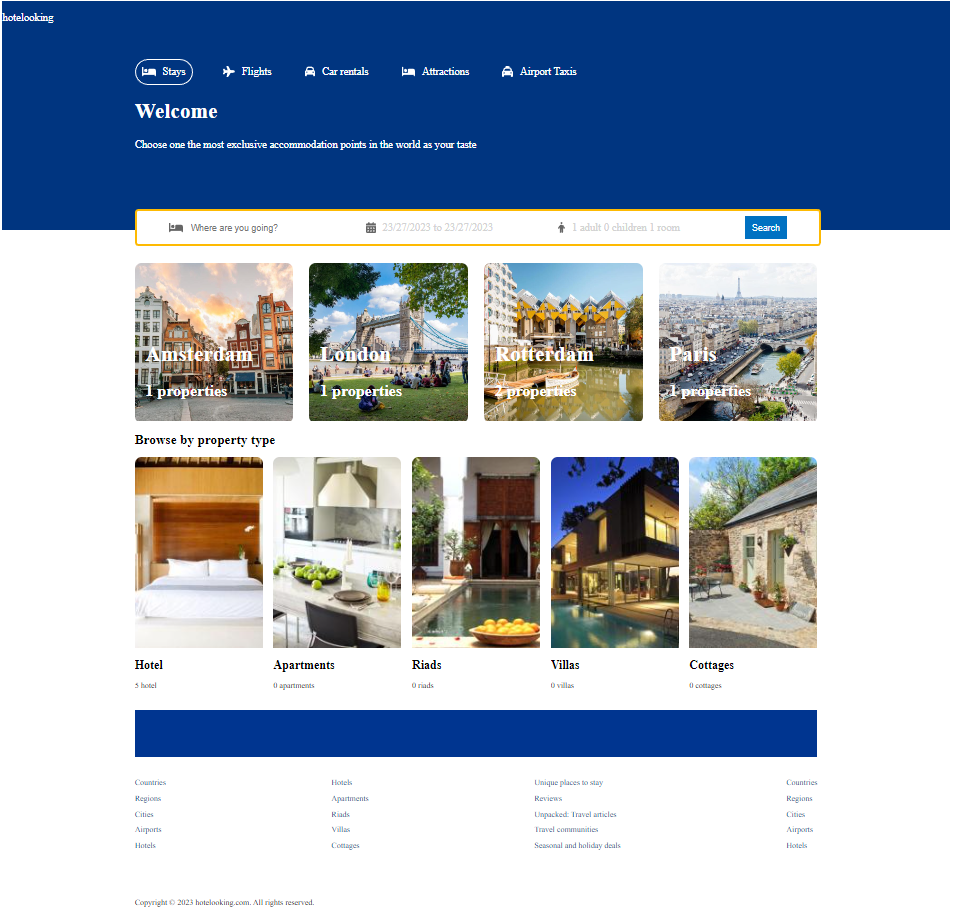 hotelooking
Stays Flights Car rentals Attractions Airport Taxis
Welcome
Choose one the most exclusive accommodation points in the world as your taste
Where are you going? 23/27/2023 to 23/27/2023 1 adult 0 children 1 room Search
Amsterdam London Rotterdam Paris
1 properties 1 properties 2 properties 1 properties
Browse by property type
Hotel Apartments Riads Villas Cottages
5 hotel 0 apartments 0 riads 0 villas 0 cottages
Countries Hotels Unique places to stay Countries
Regions Apartments Reviews Regions
Cities Riads Unpacked: Travel articles Cities
Airports Villas Travel communities Airports
Hotels Cottages Seasonal and holiday deals Hotels
Copyright © 2023 hotelooking.com. All rights reserved.